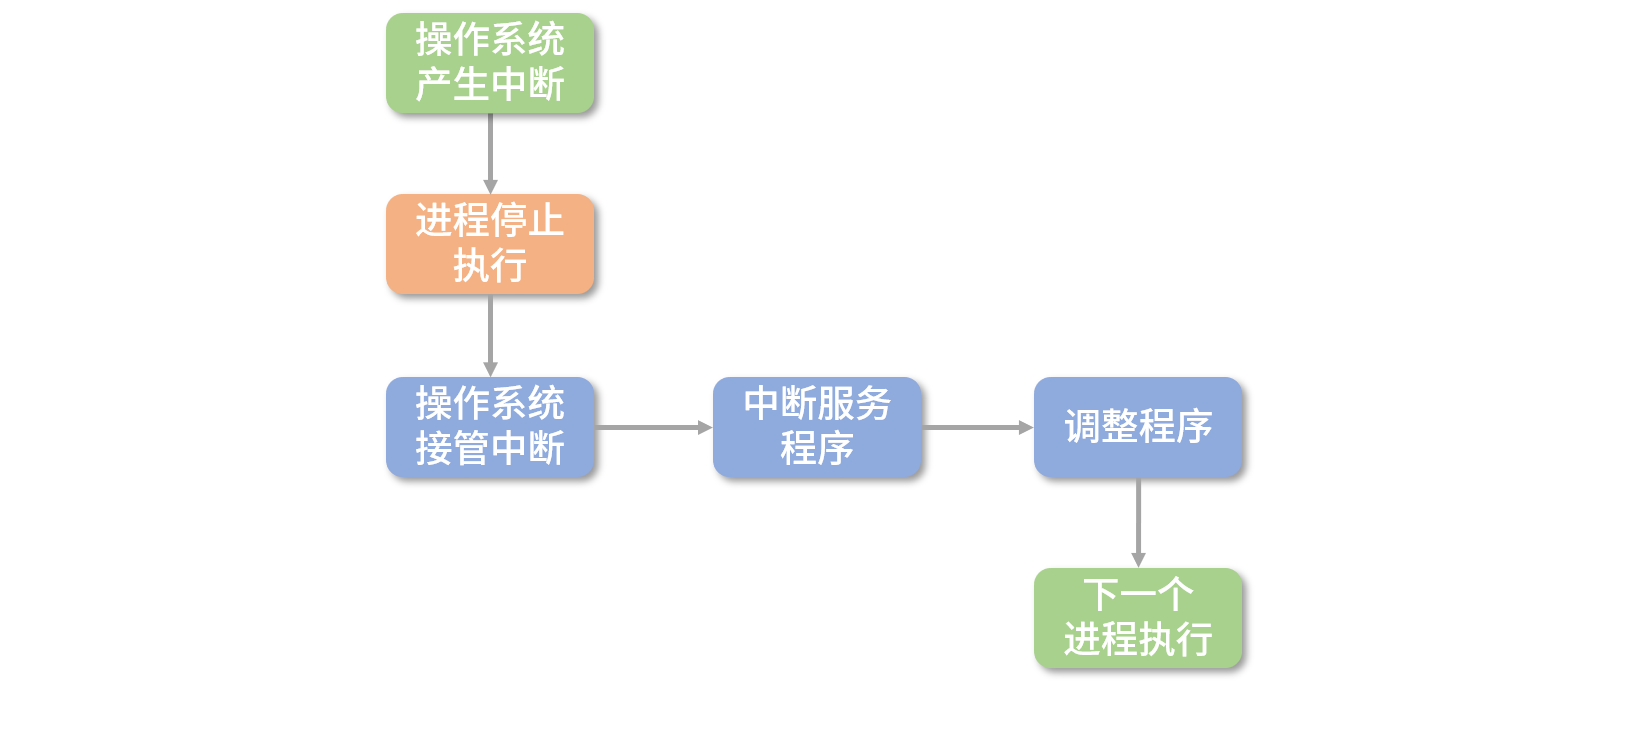 操作系统
产生中断
进程停止
执行
操作系统
接管中断
中断服务
程序
调整程序
下一个
进程执行